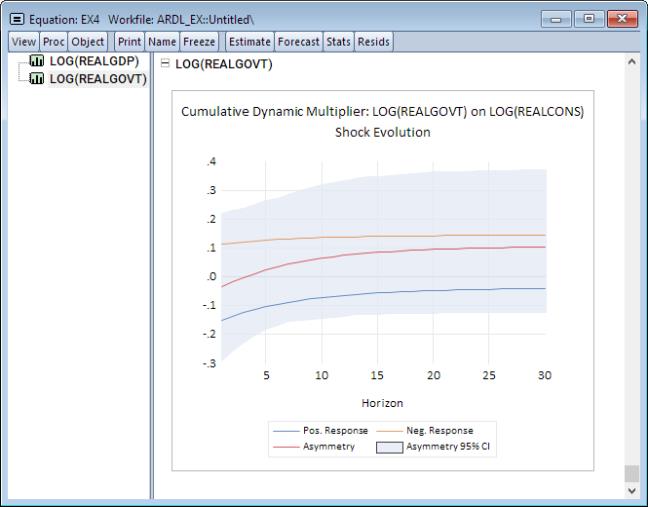 Equation: EX4 Workfile: ARDL_EX::Untitled\
View Proc Object Print Name Freeze Estimate Forecast Stats Resids
LOG(REALGDP)
LOG(REALGOVT)
LOG(REALGOVT)
Cumulative Dynamic Multiplier: LOG(REALGOVT) on LOG(REALCONS)
Shock Evolution
.4
.3
.2
.1
.0
-.1
-.2
-.3
5 10 15 20 25 30
Horizon
Pos. Response Neg. Response
Asymmetry Asymmetry 95% CI